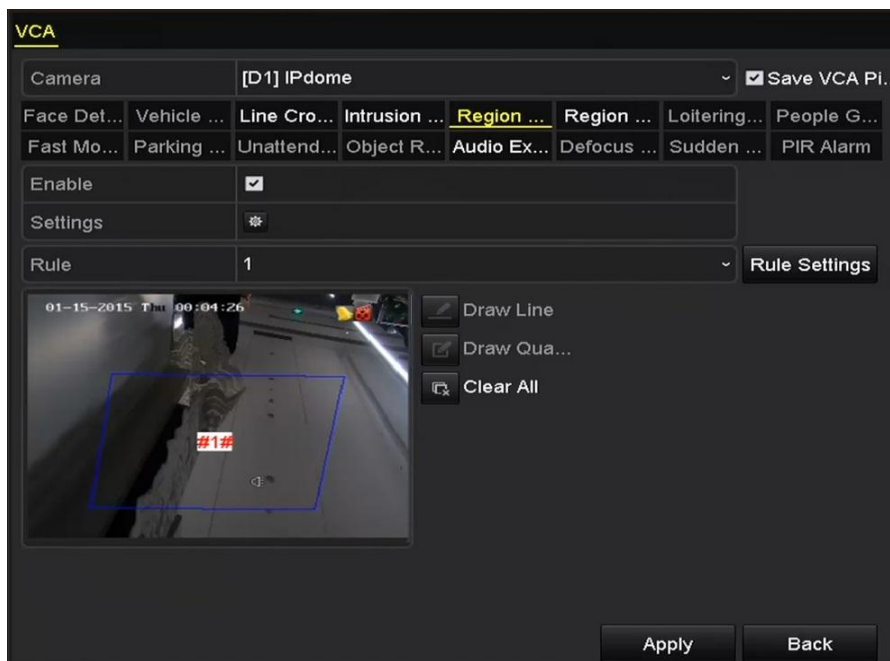 VCA
Camera [D1] IPdome Save VCA Pi.
Face Det... Vehicle ... Line Cro... Intrusion ... Region ... Region ... Loitering... People G...
Fast Mo... Parking ... Unattend... Object R... Audio Ex... Defocus ... Sudden ... PIR Alarm
Enable
Settings
Rule 1 Rule Settings
01-15-2015 Thu 00:04:26
Draw Line
Draw Qua...
Clear All
#1#
Apply Back